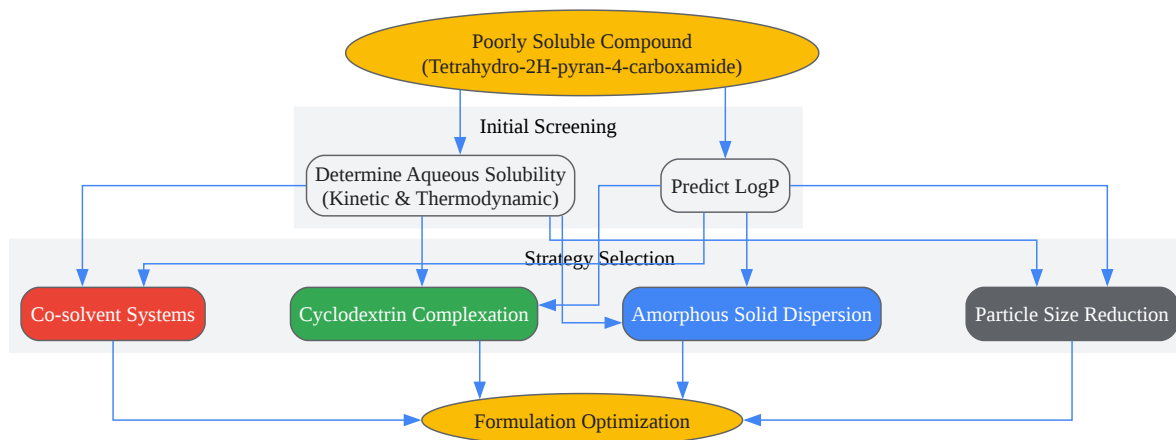 Poorly Soluble Compound
(Tetrahydro-2H-pyran-4-carboxamide)
Initial Screening
Determine Aqueous Solubility
(Kinetic & Thermodynamic)
Predict LogP
Strategy Selection
Co-solvent Systems
Cyclodextrin Complexation
Amorphous Solid Dispersion
Particle Size Reduction
Formulation Optimization